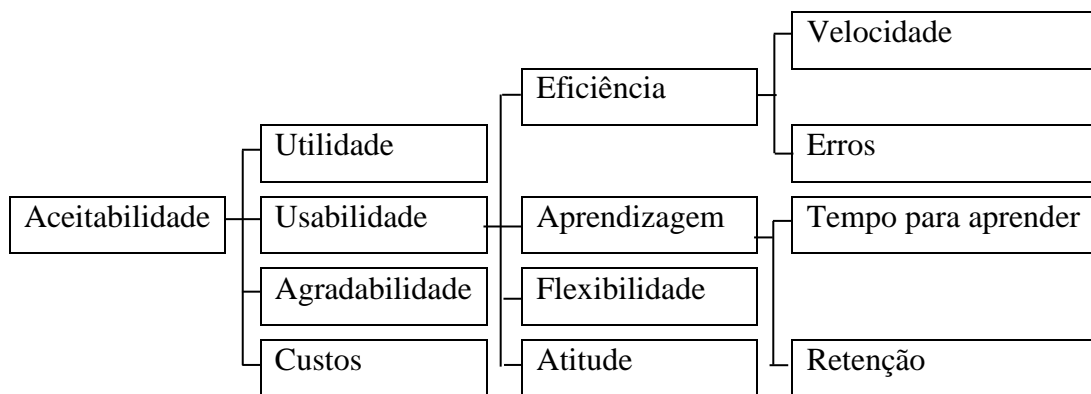 Velocidade
Eficiência
Utilidade
Erros
Aceitabilidade
Usabilidade
Aprendizagem
Tempo para aprender
Agradabilidade
Flexibilidade
Custos
Atitude
Retenção